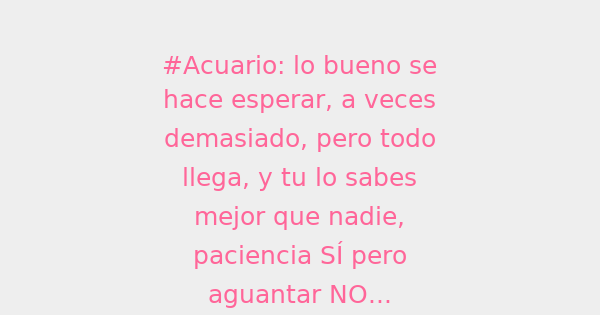 #Acuario: lo bueno se
hace esperar, a veces
demasiado, pero todo
llega, y tu lo sabes
mejor que nadie,
paciencia SÍ pero
aguantar NO...